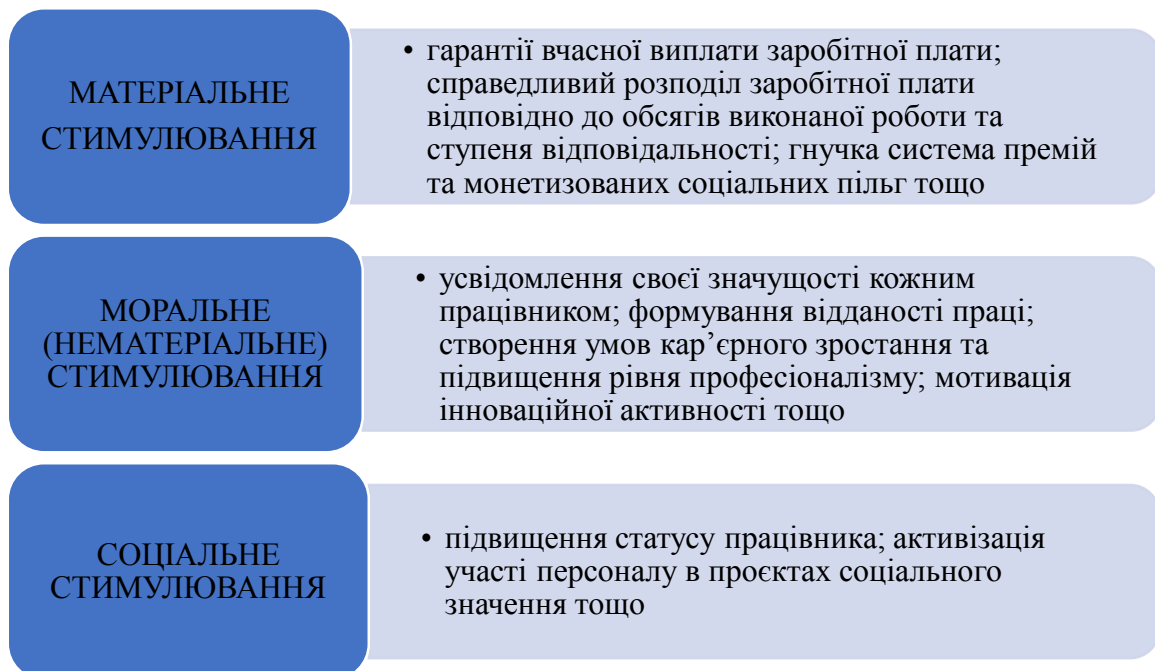 МАТЕРІАЛЬНЕ
СТИМУЛЮВАННЯ
• гарантії вчасної виплати заробітної плати;
справедливий розподіл заробітної плати
відповідно до обсягів виконаної роботи та
ступеня відповідальності; гнучка система премій
та монетизованих соціальних пільг тощо
МОРАЛЬНЕ
(НЕМАТЕРІАЛЬНЕ)
СТИМУЛЮВАННЯ
• усвідомлення своєї значущості кожним
працівником; формування відданості праці;
створення умов кар’єрного зростання та
підвищення рівня професіоналізму; мотивація
інноваційної активності тощо
СОЦІАЛЬНЕ
СТИМУЛЮВАННЯ
• підвищення статусу працівника; активізація
участі персоналу в проєктах соціального
значення тощо